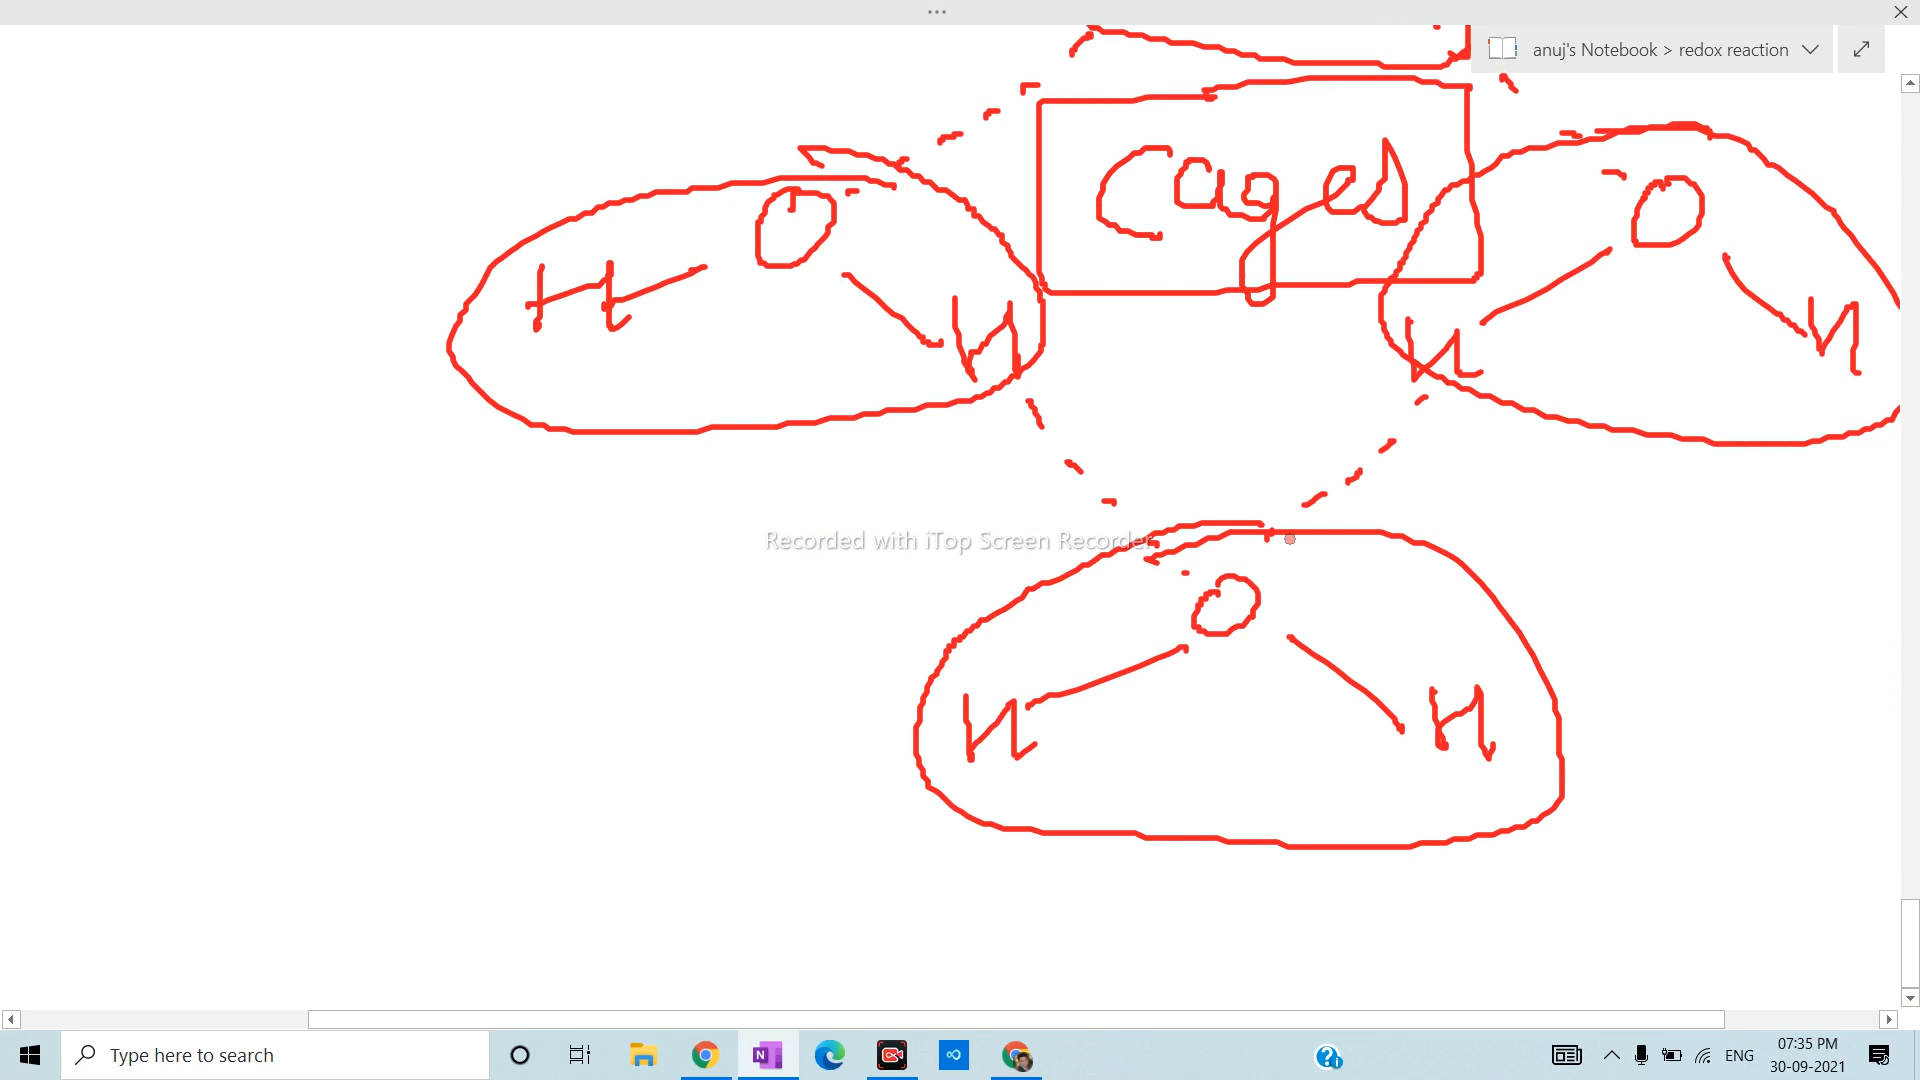 anuj's Notebook > redox reaction
Caged
O
H
H
O
H
H
Recorded with iTop Screen Recorder
O
H
H
Type here to search
N
ENG
07:35 PM
30-09-2021